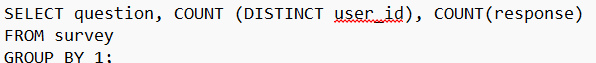 SELECT question, COUNT (DISTINCT user_id), COUNT(response)
FROM survey
GROUP BY 1;